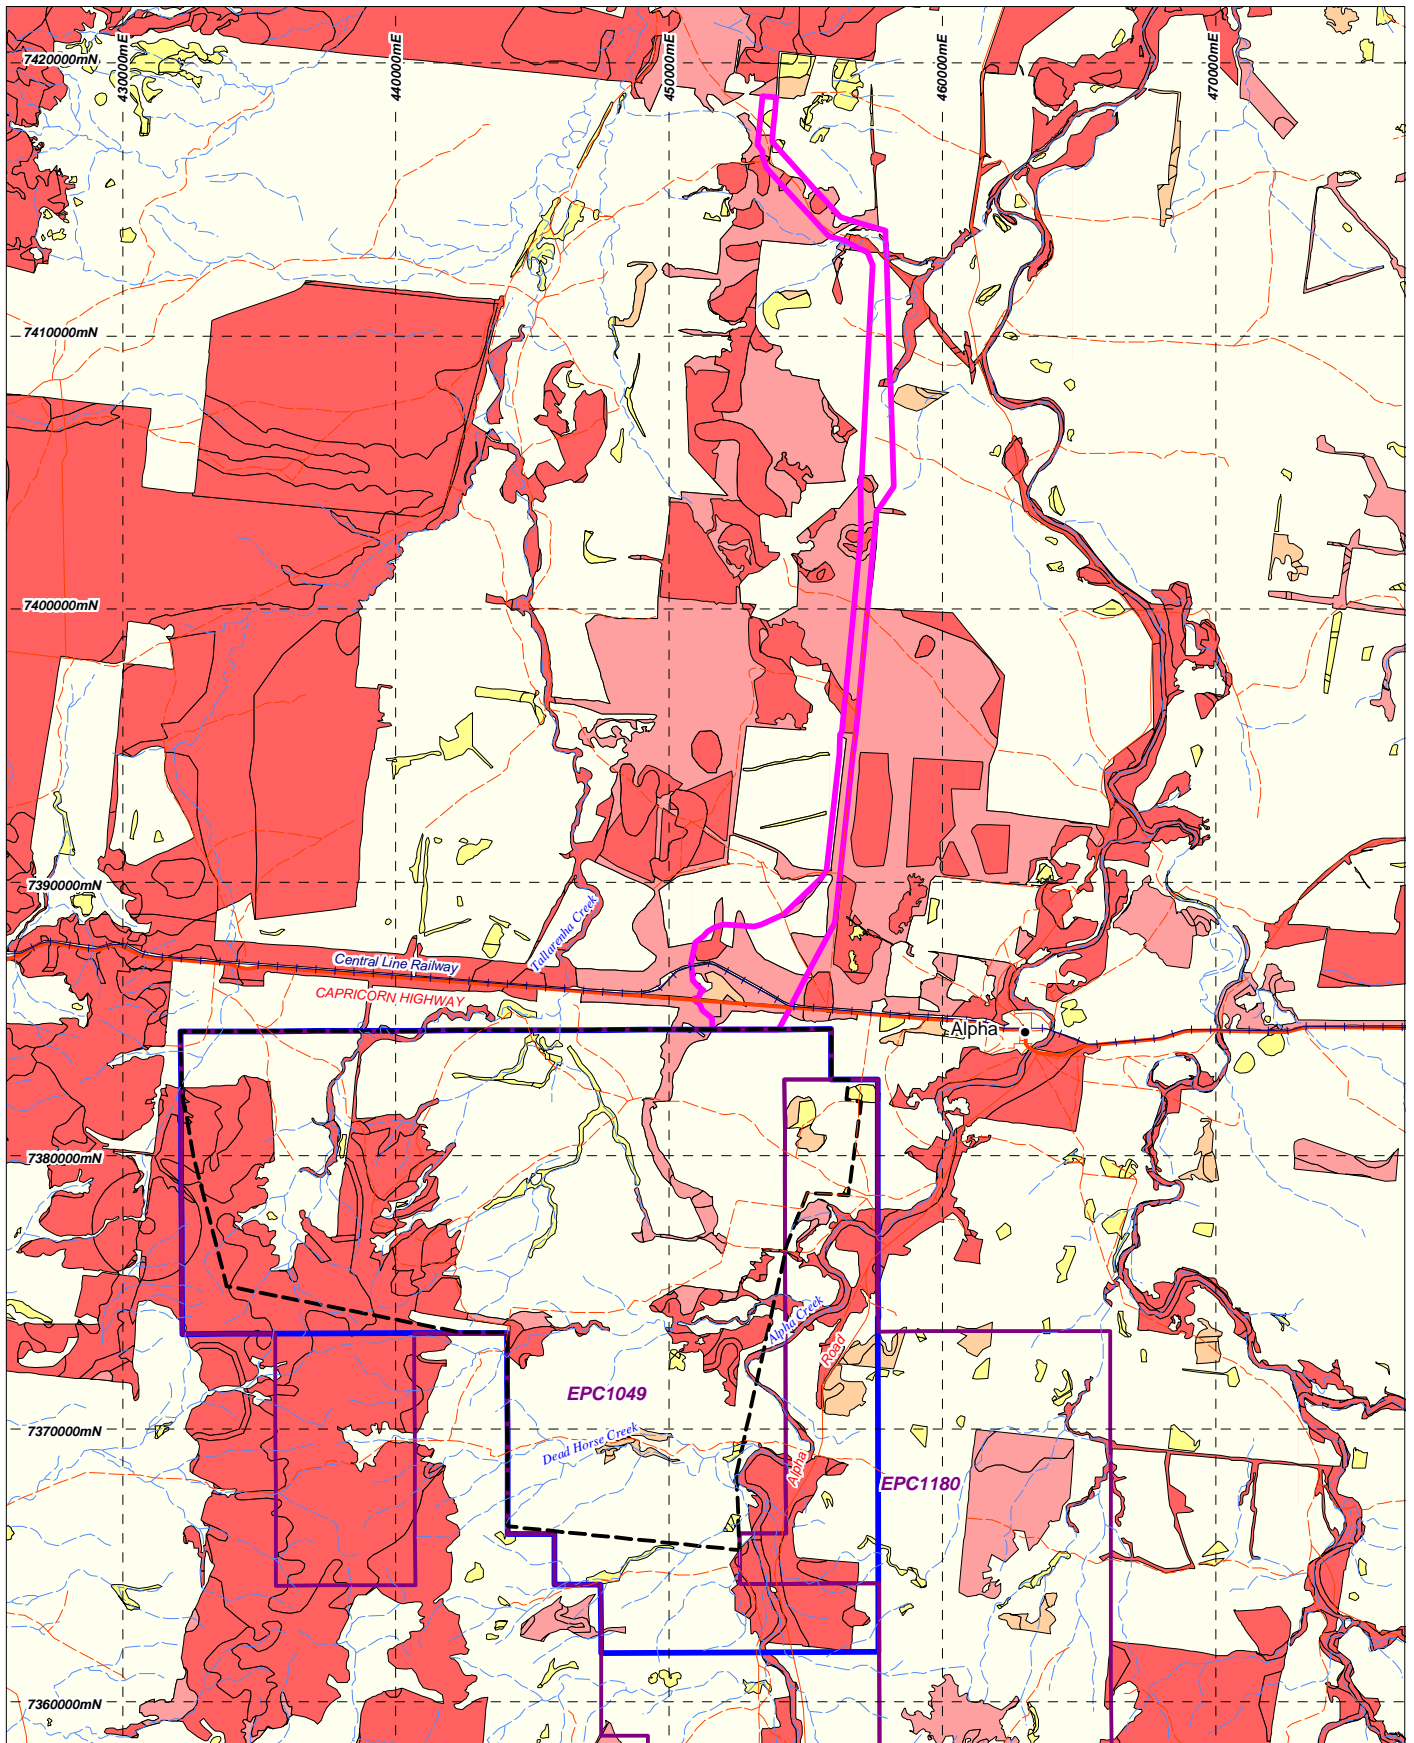 430000mE
440000mE
450000mE
460000mE
470000mE
7420000mN
7410000mN
7400000mN
7390000mN
Tallarenha Creek
Central Line Railway
CAPRICORN HIGHWAY
Alpha
7380000mN
Alpha Creek
Road
EPC1049
7370000mN
Dead Horse Creek
Alpha
EPC1180
7360000mN